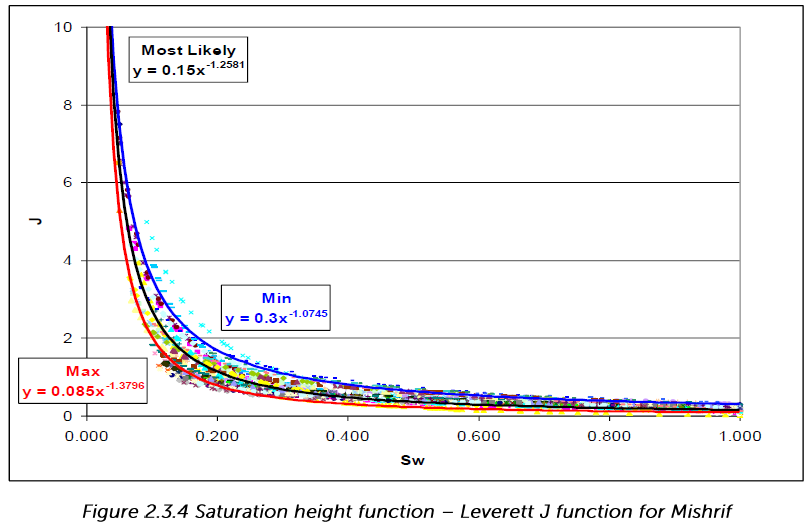 10
Most Likely
y = 0.15x^-1.2581
8
6
J
4
Min
y = 0.3x^-1.0745
2
Max
y = 0.085x^-1.3796
0
0.000 0.200 0.400 0.600 0.800 1.000
Sw
Figure 2.3.4 Saturation height function – Leverett J function for Mishrif